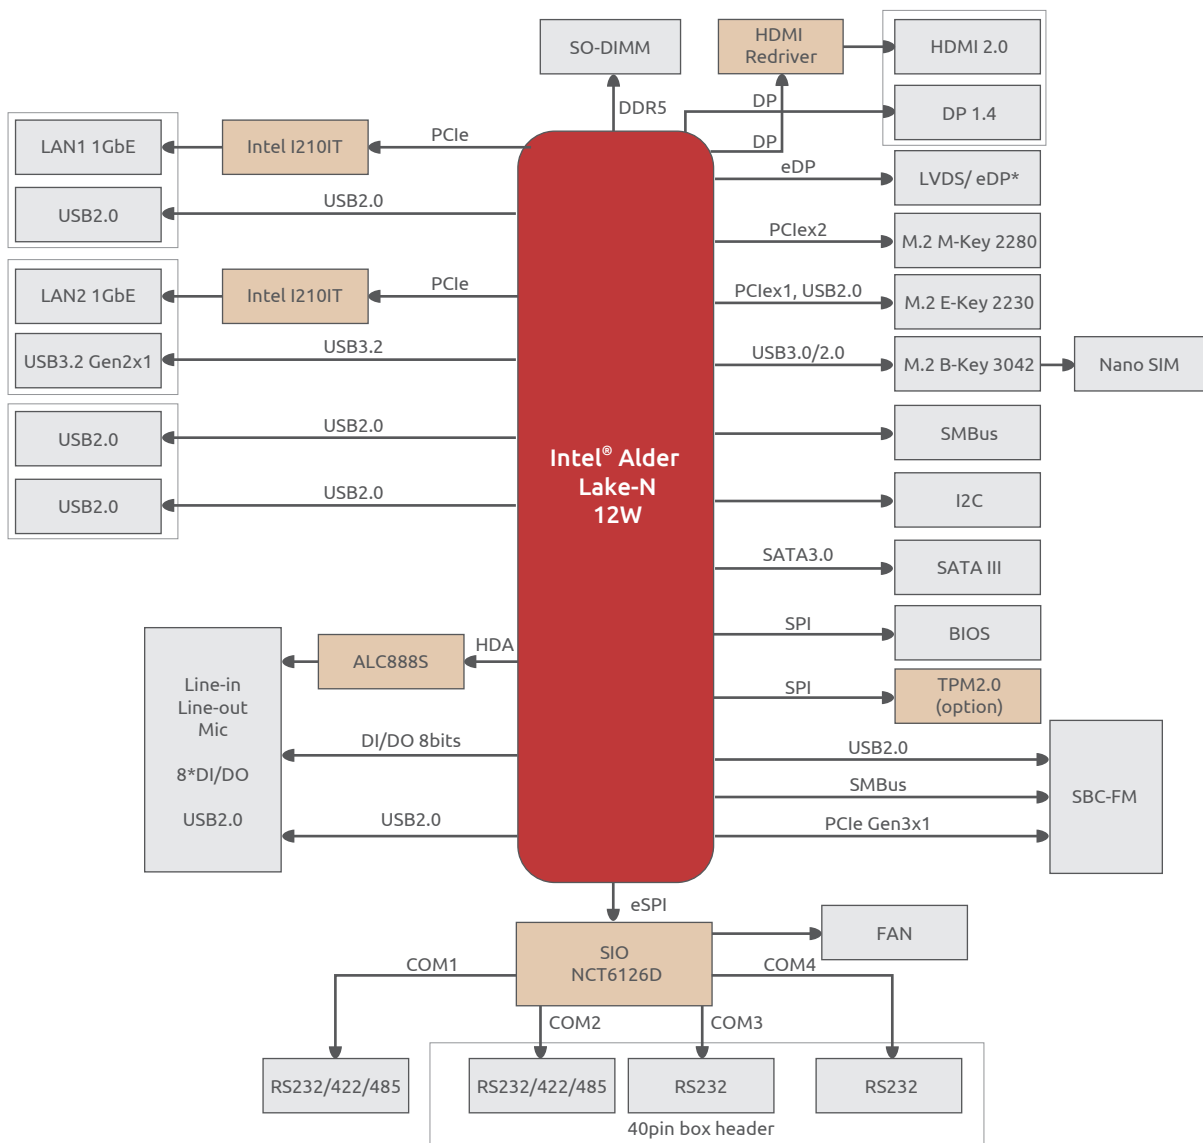 SO-DIMM
HDMI
Redriver
HDMI 2.0
DDR5
DP
DP 1.4
DP
LAN1 1GbE
Intel I210IT
PCIe
eDP
LVDS/ eDP*
USB2.0
USB2.0
PCIex2
M.2 M-Key 2280
LAN2 1GbE
Intel I210IT
PCIe
PCIex1, USB2.0
M.2 E-Key 2230
USB3.2 Gen2x1
USB3.2
USB3.0/2.0
M.2 B-Key 3042
Nano SIM
USB2.0
USB2.0
SMBus
USB2.0
USB2.0
Intel® Alder
Lake-N
12W
I2C
SATA3.0
SATA III
SPI
BIOS
ALC888S
HDA
SPI
TPM2.0
(option)
Line-in
Line-out
Mic
8*DI/DO
USB2.0
DI/DO 8bits
USB2.0
USB2.0
SMBus
PCIe Gen3x1
SBC-FM
eSPI
SIO
NCT6126D
FAN
COM1
COM4
COM2
COM3
RS232/422/485
RS232/422/485
RS232
RS232
40pin box header